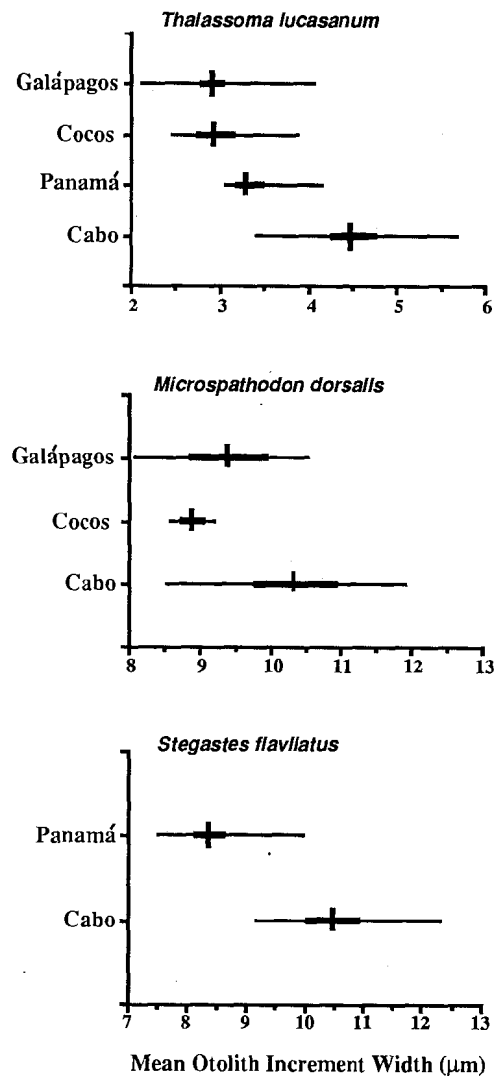 Thalassoma lucasanum
Galápagos
Cocos
Panamá
Cabo
2 3 4 5 6
Microspathodon dorsalis
Galápagos
Cocos
Cabo
8 9 10 11 12 13
Stegastes flavilatus
Panamá
Cabo
7 8 9 10 11 12 13
Mean Otolith Increment Width (μm)